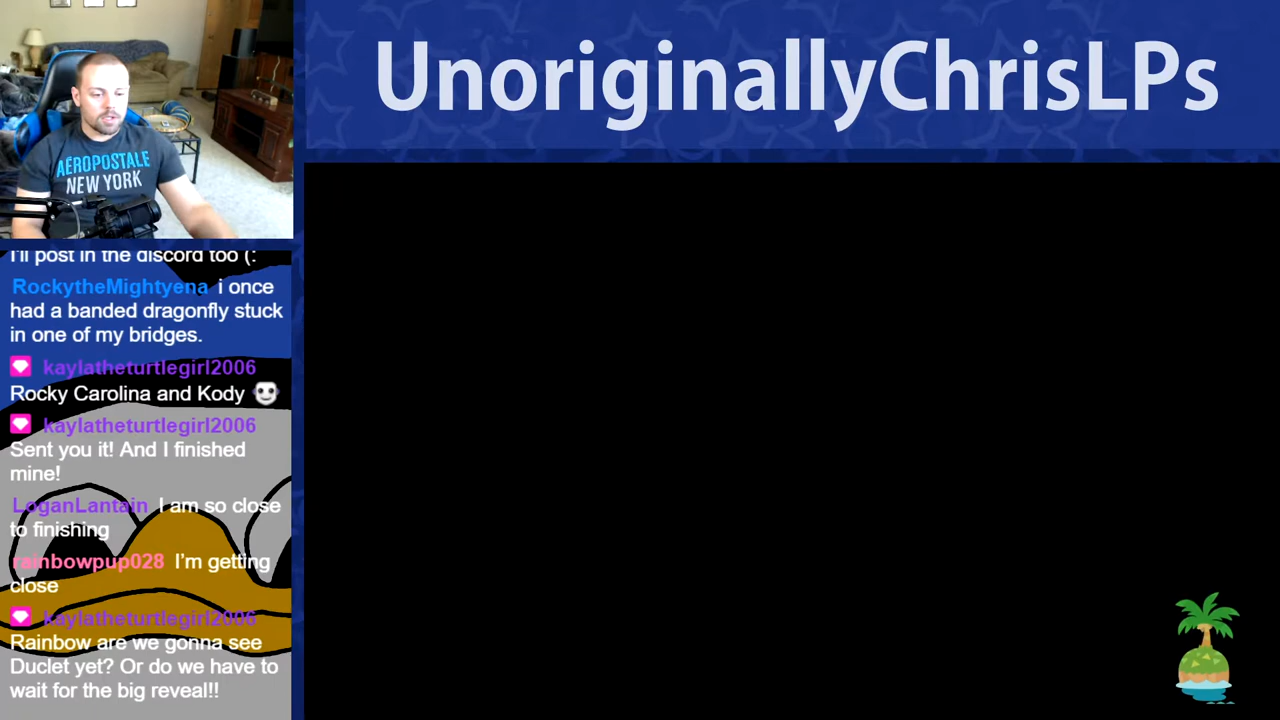 UnoriginallyChrisLPs
AÉROPOSTALE
NEW YORK
I'll post in the discord too (:
RockytheMightyena i once
had a banded dragonfly stuck
in one of my bridges.
kaylatheturtlegirl2006
Rocky Carolina and Kody
kaylatheturtlegirl2006
Sent you it! And I finished
mine!
LoganLantain I am so close
to finishing
rainbowpup028 I'm getting
close
kaylatheturtlegirl2006
Rainbow are we gonna see
Duclet yet? Or do we have to
wait for the big reveal!!